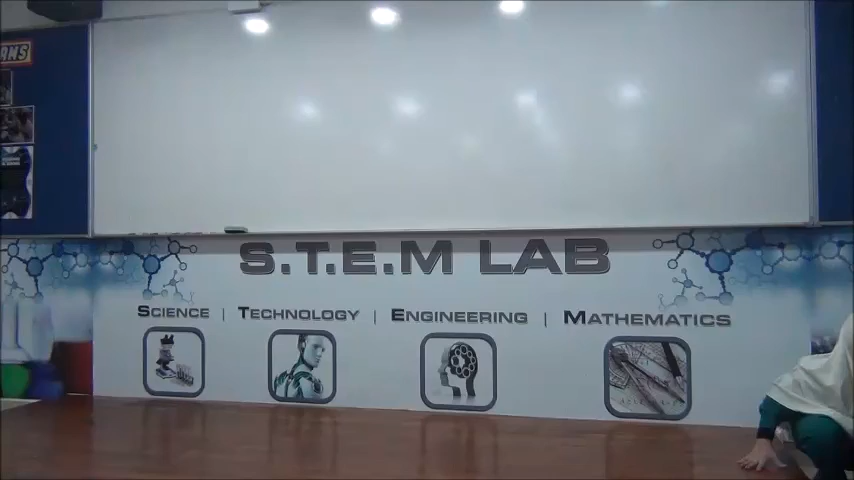 S.T.E.M LAB
SCIENCE | TECHNOLOGY | ENGINEERING | MATHEMATICS